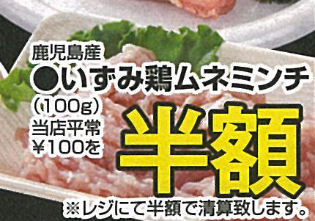 鹿児島産
●いずみ鶏ムネミンチ
(100g)
当店平常
¥100を
半額
※レジにて半額で清算致します。